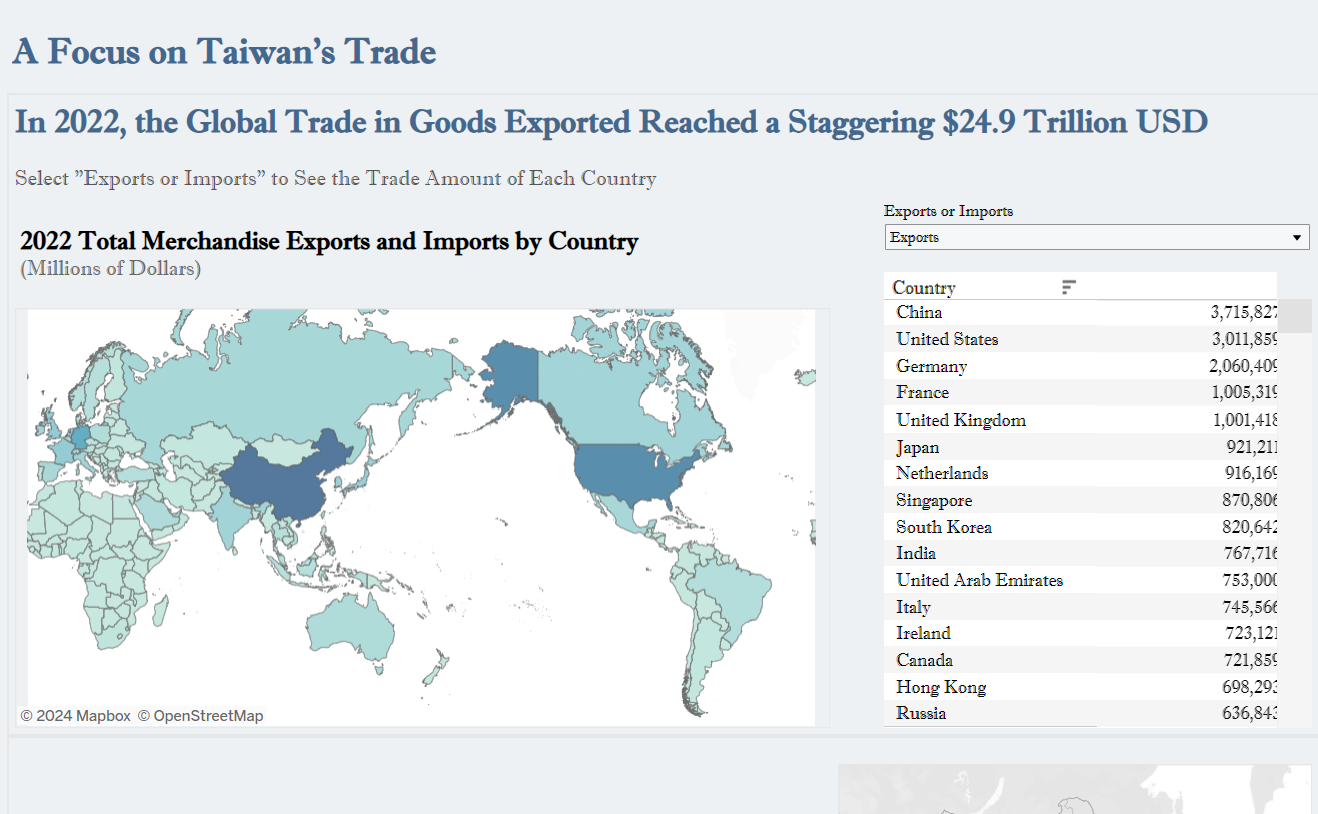 A Focus on Taiwan’s Trade
In 2022, the Global Trade in Goods Exported Reached a Staggering $24.9 Trillion USD
Select ”Exports or Imports” to See the Trade Amount of Each Country
Exports or Imports
Exports
2022 Total Merchandise Exports and Imports by Country
(Millions of Dollars)
Country
China 3,715,827
United States 3,011,859
Germany 2,060,409
France 1,005,319
United Kingdom 1,001,418
Japan 921,211
Netherlands 916,169
Singapore 870,806
South Korea 820,642
India 767,716
United Arab Emirates 753,000
Italy 745,566
Ireland 723,121
Canada 721,859
Hong Kong 698,293
Russia 636,843
© 2024 Mapbox © OpenStreetMap